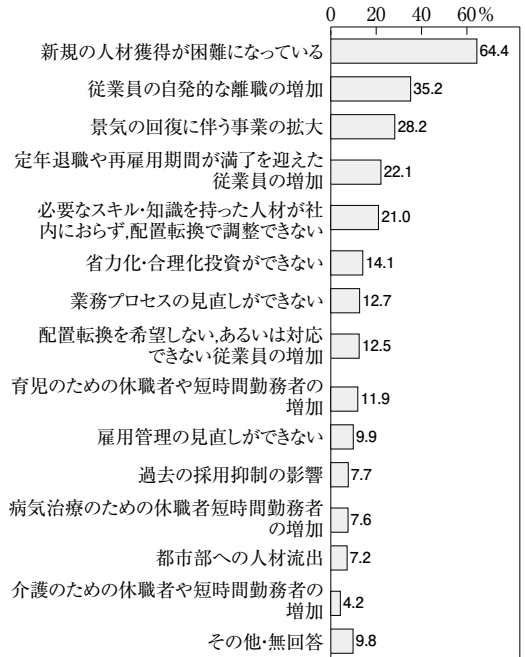 0 20 40 60%
新規の人材獲得が困難になっている 64.4
従業員の自発的な離職の増加 35.2
景気の回復に伴う事業の拡大 28.2
定年退職や再雇用期間が満了を迎えた
従業員の増加 22.1
必要なスキル・知識を持った人材が社
内におらず,配置転換で調整できない 21.0
省力化・合理化投資ができない 14.1
業務プロセスの見直しができない 12.7
配置転換を希望しない,あるいは対応
できない従業員の増加 12.5
育児のための休職者や短時間勤務者の
増加 11.9
雇用管理の見直しができない 9.9
過去の採用抑制の影響 7.7
病気治療のための休職者短時間勤務者
の増加 7.6
都市部への人材流出 7.2
介護のための休職者や短時間勤務者の
増加 4.2
その他・無回答 9.8